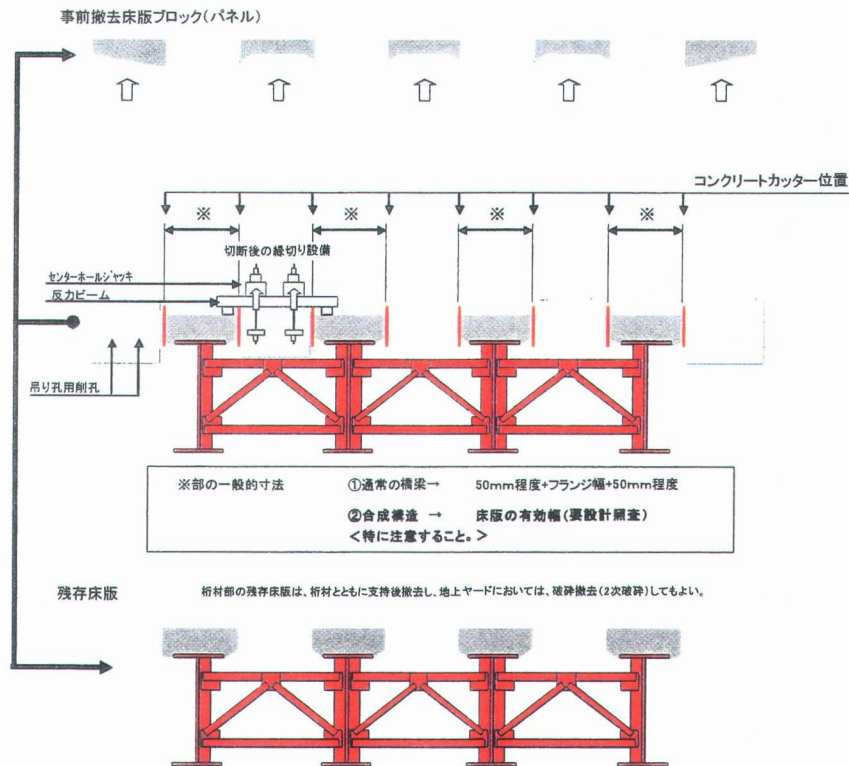 事前撤去床版ブロック(パネル)
コンクリートカッター位置
※ ※ ※ ※
切断後の縁切り設備
センターホールジャッキ
反力ビーム
吊り孔用削孔
※部の一般的寸法 ①通常の橋梁→ 50mm程度+フランジ幅+50mm程度
②合成構造 → 床版の有効幅(要設計照査)
<特に注意すること。>
残存床版 桁材部の残存床版は、桁材とともに支持後撤去し、地上ヤードにおいては、破砕撤去(2次破砕)してもよい。